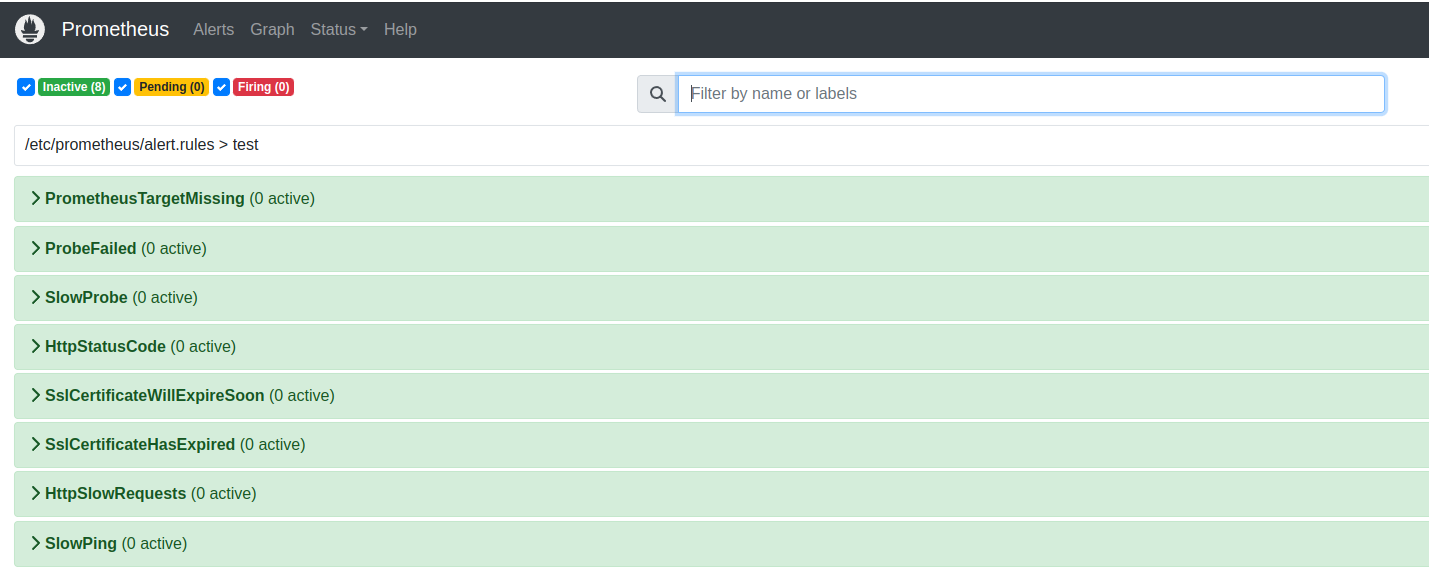 Prometheus Alerts Graph Status Help
Inactive (8) Pending (0) Firing (0) Filter by name or labels
/etc/prometheus/alert.rules > test
PrometheusTargetMissing (0 active)
ProbeFailed (0 active)
SlowProbe (0 active)
HttpStatusCode (0 active)
SslCertificateWillExpireSoon (0 active)
SslCertificateHasExpired (0 active)
HttpSlowRequests (0 active)
SlowPing (0 active)